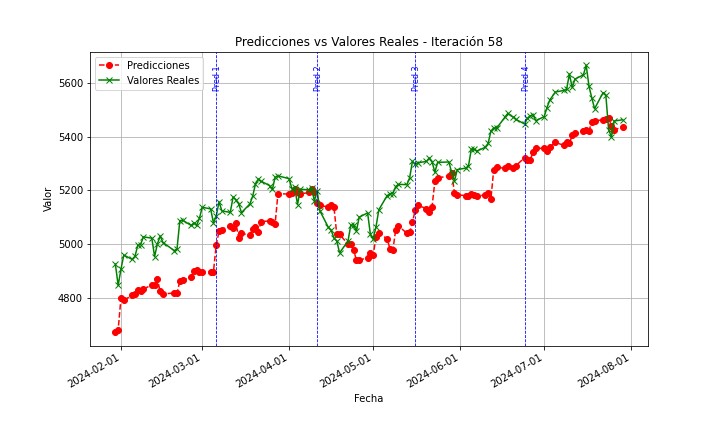 Predicciones vs Valores Reales - Iteración 58
Predicciones
Valores Reales
Pred 1
Pred 2
Pred 3
Pred 4
Valor
5600
5400
5200
5000
4800
2024-02-01
2024-03-01
2024-04-01
2024-05-01
2024-06-01
2024-07-01
2024-08-01
Fecha